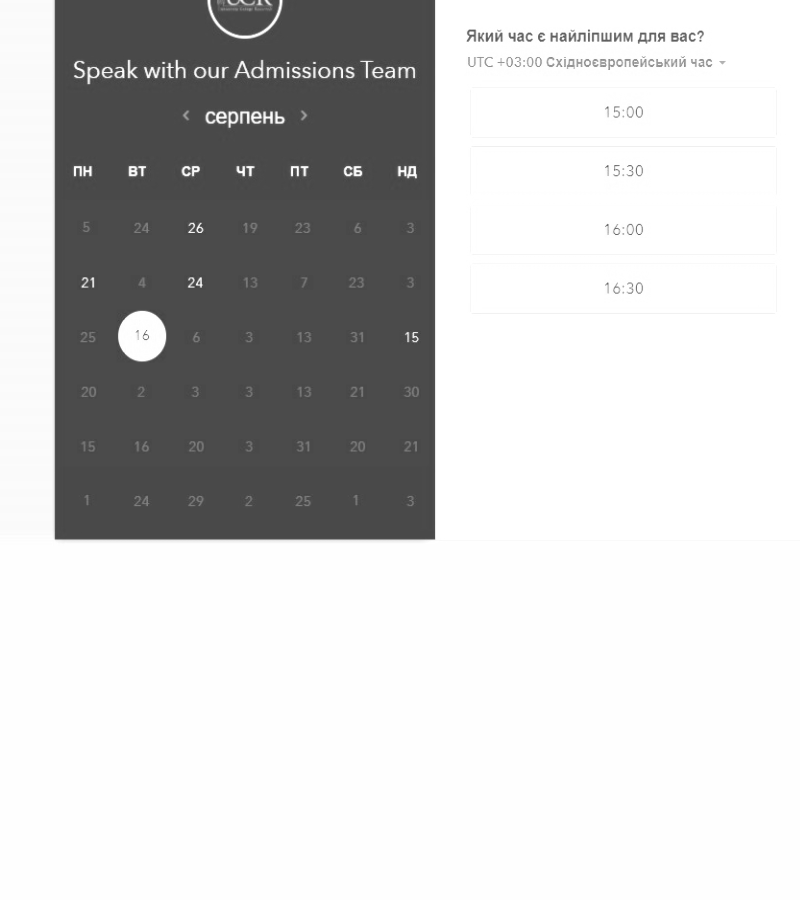 UCR
Speak with our Admissions Team
серпень
ПН ВТ СР ЧТ ПТ СБ НД
5 24 26 19 23 6 3
21 4 24 13 7 23 3
25 16 6 3 13 31 15
20 2 3 3 13 21 30
15 16 20 3 31 20 21
1 24 29 2 25 1 3
Який час є найліпшим для вас?
UTC +03:00 Східноєвропейський час
15:00
15:30
16:00
16:30